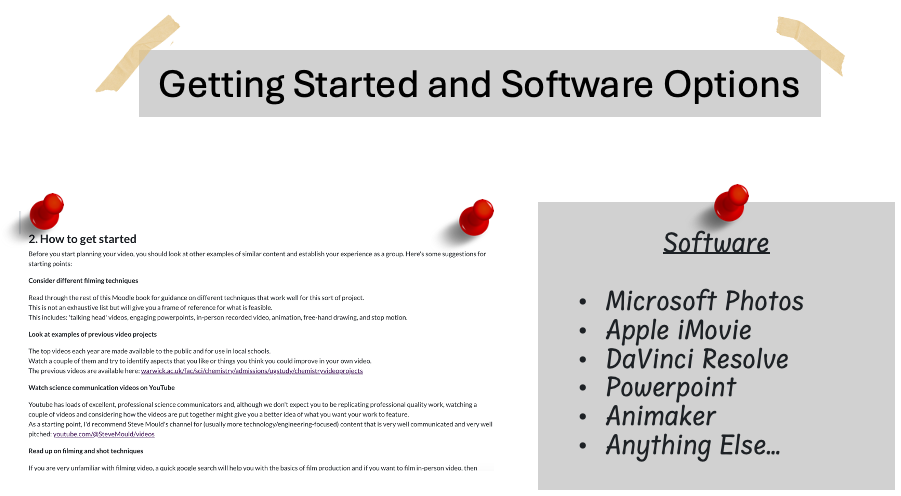 Getting Started and Software Options
2. How to get started
Before you start planning your video, you should look at other examples of similar content and establish your experience as a group. Here's some suggestions for
starting points:
Consider different filming techniques
Read through the rest of this Moodle book for guidance on different techniques that work well for this sort of project.
This is not an exhaustive list but will give you a frame of reference for what is feasible.
This includes: 'talking head' videos, engaging powerpoints, in-person recorded video, animation, free-hand drawing, and stop motion.
Look at examples of previous video projects
The top videos each year are made available to the public and for use in local schools.
Watch a couple of them and try to identify aspects that you like or things you think you could improve in your own video.
The previous videos are available here: warwick.ac.uk/fac/sci/chemistry/admissions/ugstudy/chemistryvideoprojects
Watch science communication videos on YouTube
Youtube has loads of excellent, professional science communicators and, although we don't expect you to be replicating professional quality work, watching a
couple of videos and considering how the videos are put together might give you a better idea of what you want your work to feature.
As a starting point, I'd recommend Steve Mould's channel for (usually more technology/engineering-focused) content that is very well communicated and very well
pitched: youtube.com/@SteveMould/videos
Read up on filming and shot techniques
If you are very unfamiliar with filming video, a quick google search will help you with the basics of film production and if you want to film in-person video, then
Software
• Microsoft Photos
• Apple iMovie
• DaVinci Resolve
• Powerpoint
• Animaker
• Anything Else...